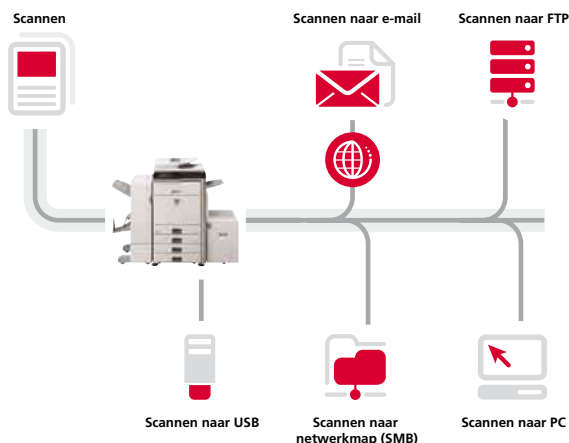 Scannen
Scannen naar e-mail
Scannen naar FTP
Scannen naar USB
Scannen naar
netwerkmap (SMB)
Scannen naar PC